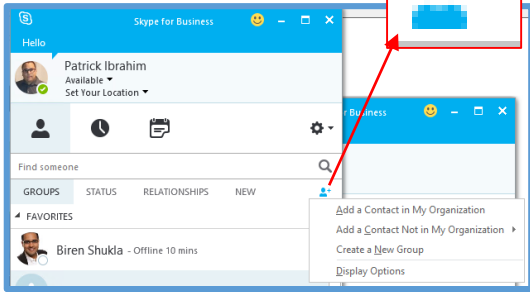 Skype for Business
Hello
Patrick Ibrahim
Available
Set Your Location
r Business
Find someone
GROUPS STATUS RELATIONSHIPS NEW
FAVORITES
Biren Shukla - Offline 10 mins
Add a Contact in My Organization
Add a Contact Not in My Organization
Create a New Group
Display Options